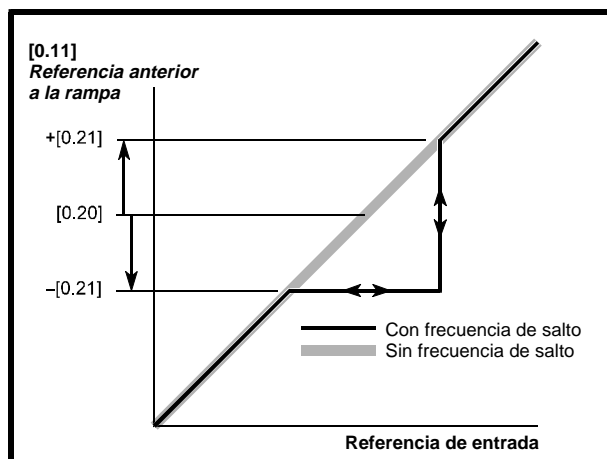 [0.11]
Referencia anterior
a la rampa
+[0.21]
[0.20]
–[0.21]
Con frecuencia de salto
Sin frecuencia de salto
Referencia de entrada